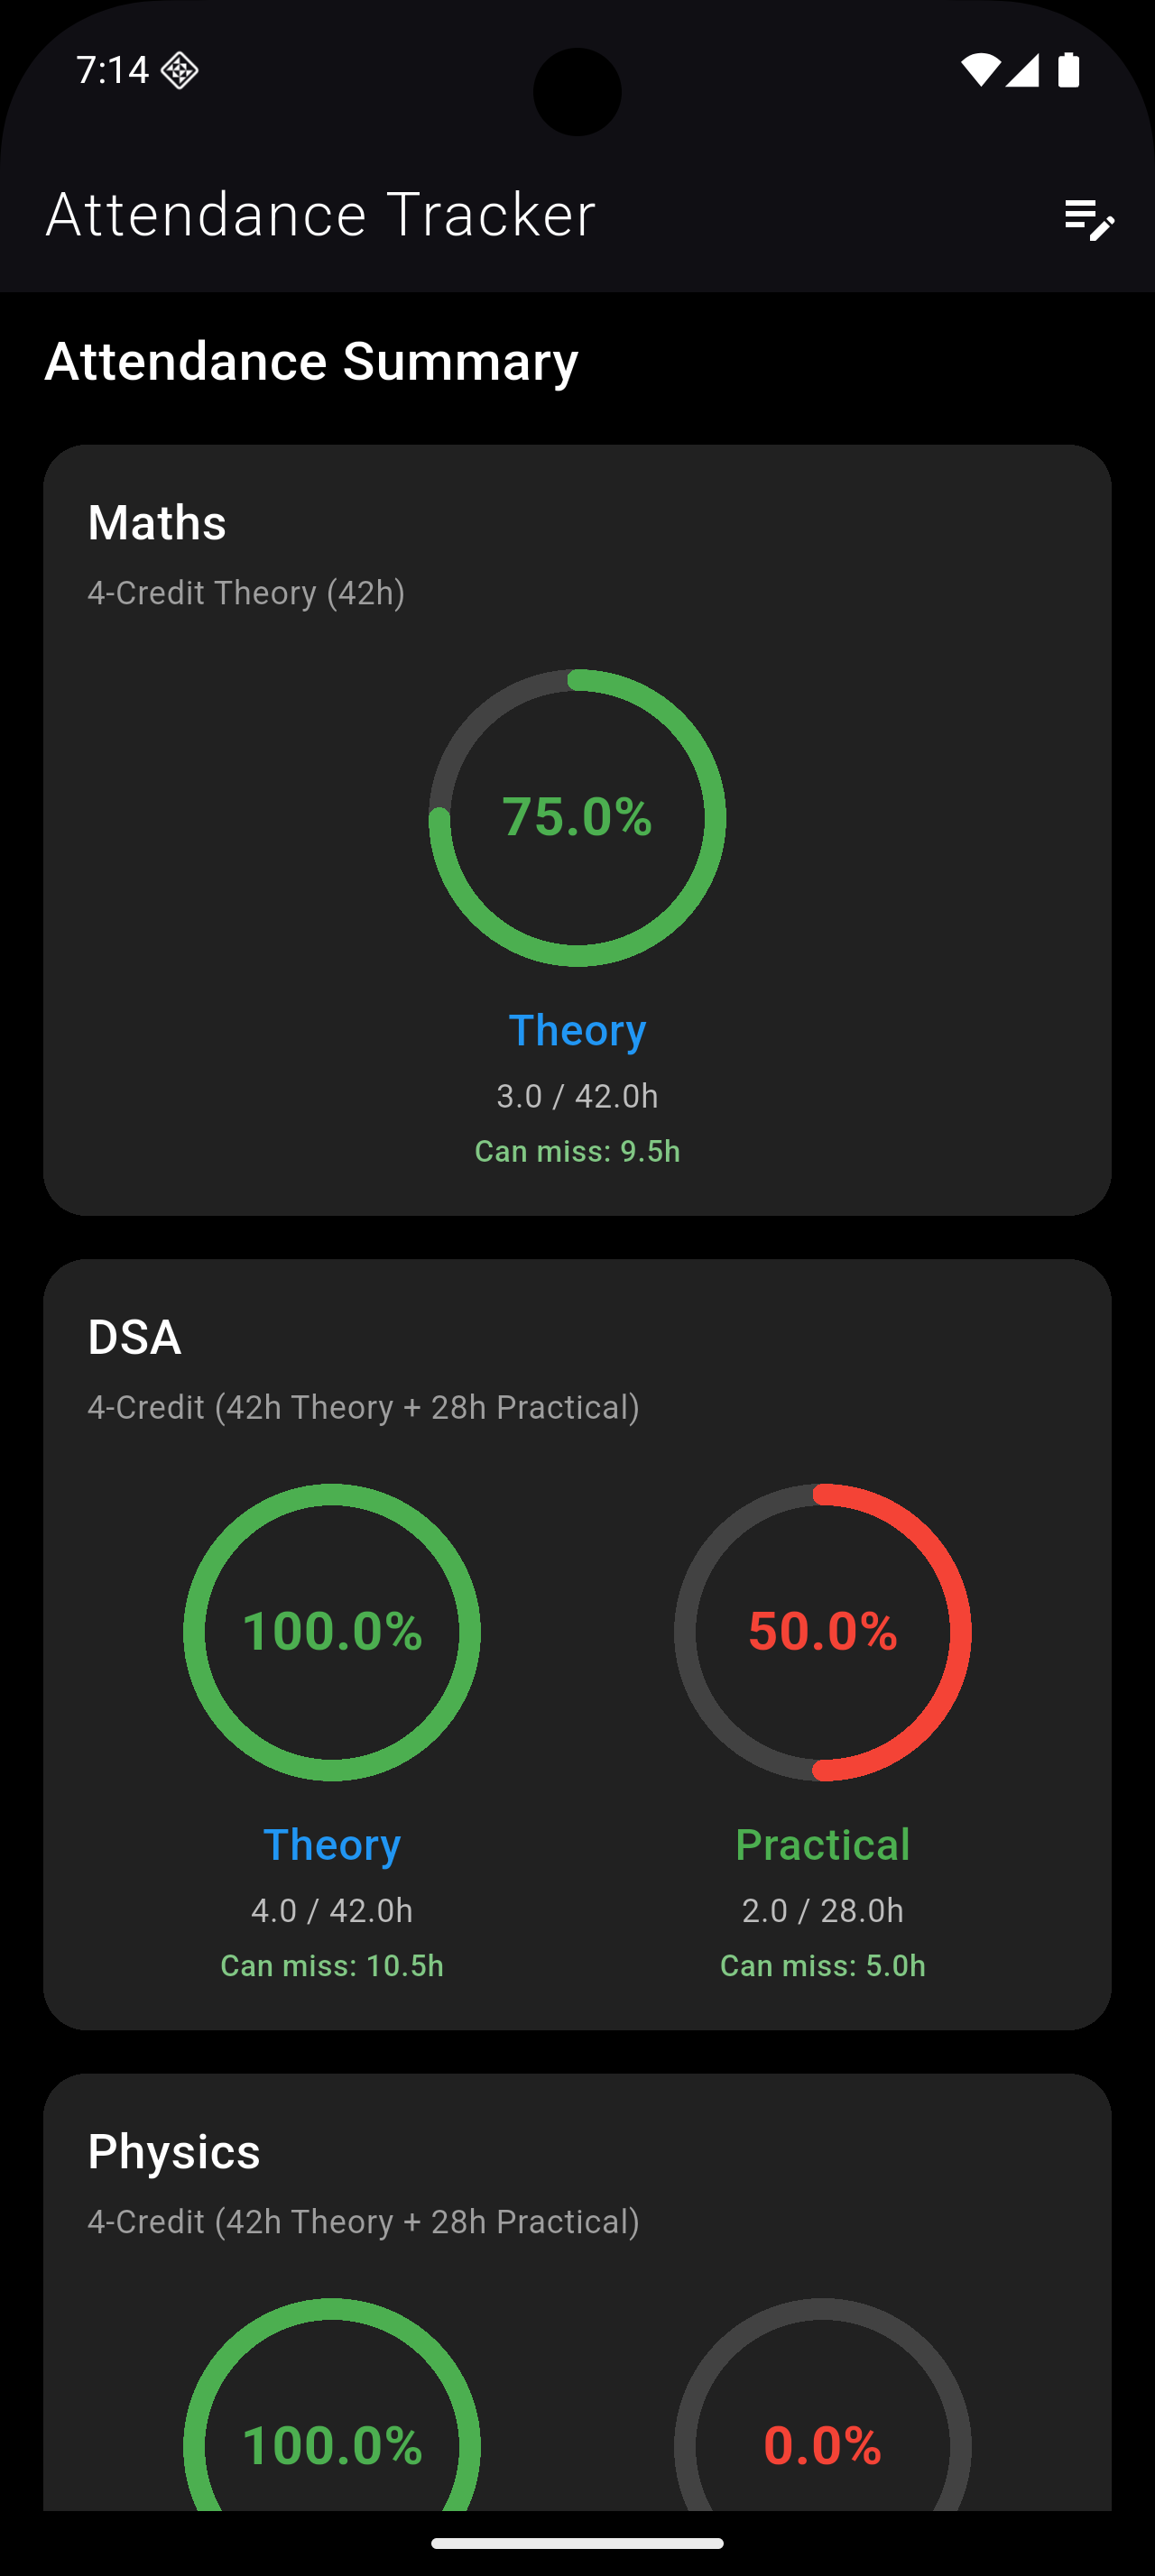 7:14
Attendance Tracker
Attendance Summary
Maths
4-Credit Theory (42h)
75.0%
Theory
3.0 / 42.0h
Can miss: 9.5h
DSA
4-Credit (42h Theory + 28h Practical)
100.0%
50.0%
Theory
Practical
4.0 / 42.0h
2.0 / 28.0h
Can miss: 10.5h
Can miss: 5.0h
Physics
4-Credit (42h Theory + 28h Practical)
100.0%
0.0%